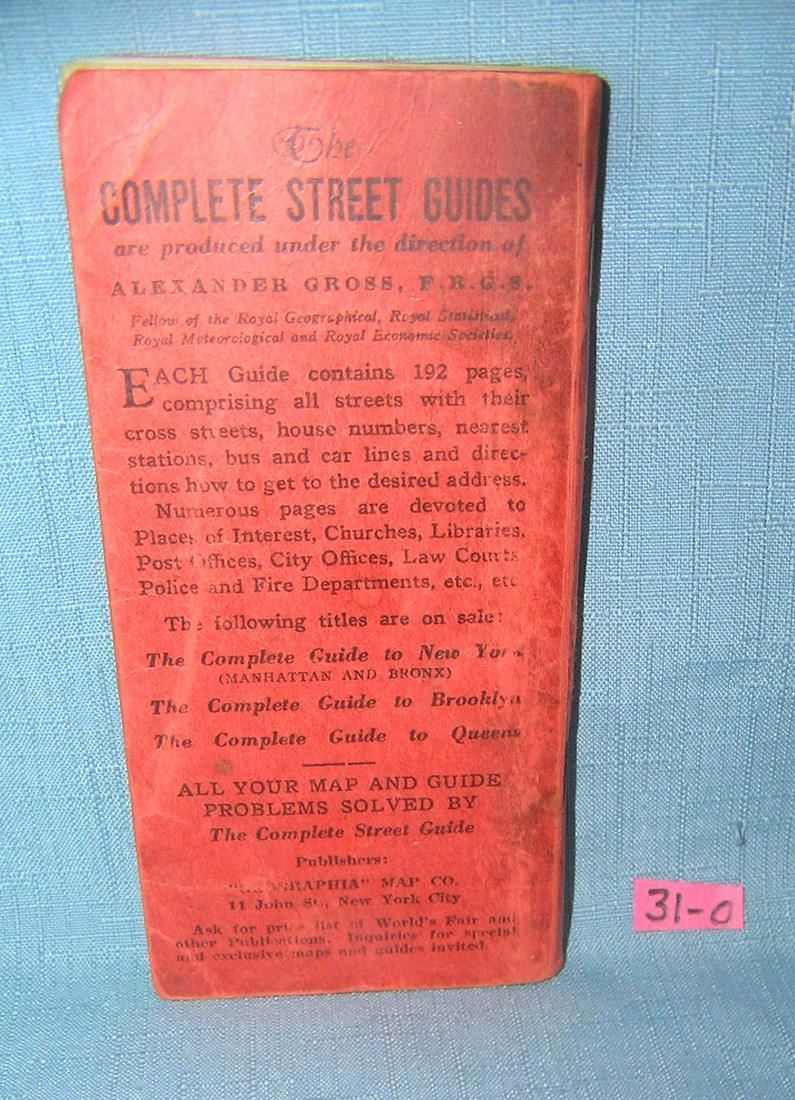 The
COMPLETE STREET GUIDES
are produced under the direction of
ALEXANDER GROSS, F.R.G.S.
Fellow of the Royal Geographical, Royal Statistical,
Royal Meteorological and Royal Economic Societies.
EACH Guide contains 192 pages,
comprising all streets with their
cross streets, house numbers, nearest
stations, bus and car lines and direc-
tions how to get to the desired address.
Numerous pages are devoted to
Places of Interest, Churches, Libraries,
Post Offices, City Offices, Law Courts
Police and Fire Departments, etc., etc.
The following titles are on sale:
The Complete Guide to New York
(MANHATTAN AND BRONX)
The Complete Guide to Brooklyn
The Complete Guide to Queens
ALL YOUR MAP AND GUIDE
PROBLEMS SOLVED BY
The Complete Street Guide
Publishers:
"GEOGRAPHIA" MAP CO.
11 John St., New York City
Ask for price list of World's Fair and
other Publications. Inquiries for special
and exclusive maps and guides invited.
31-0